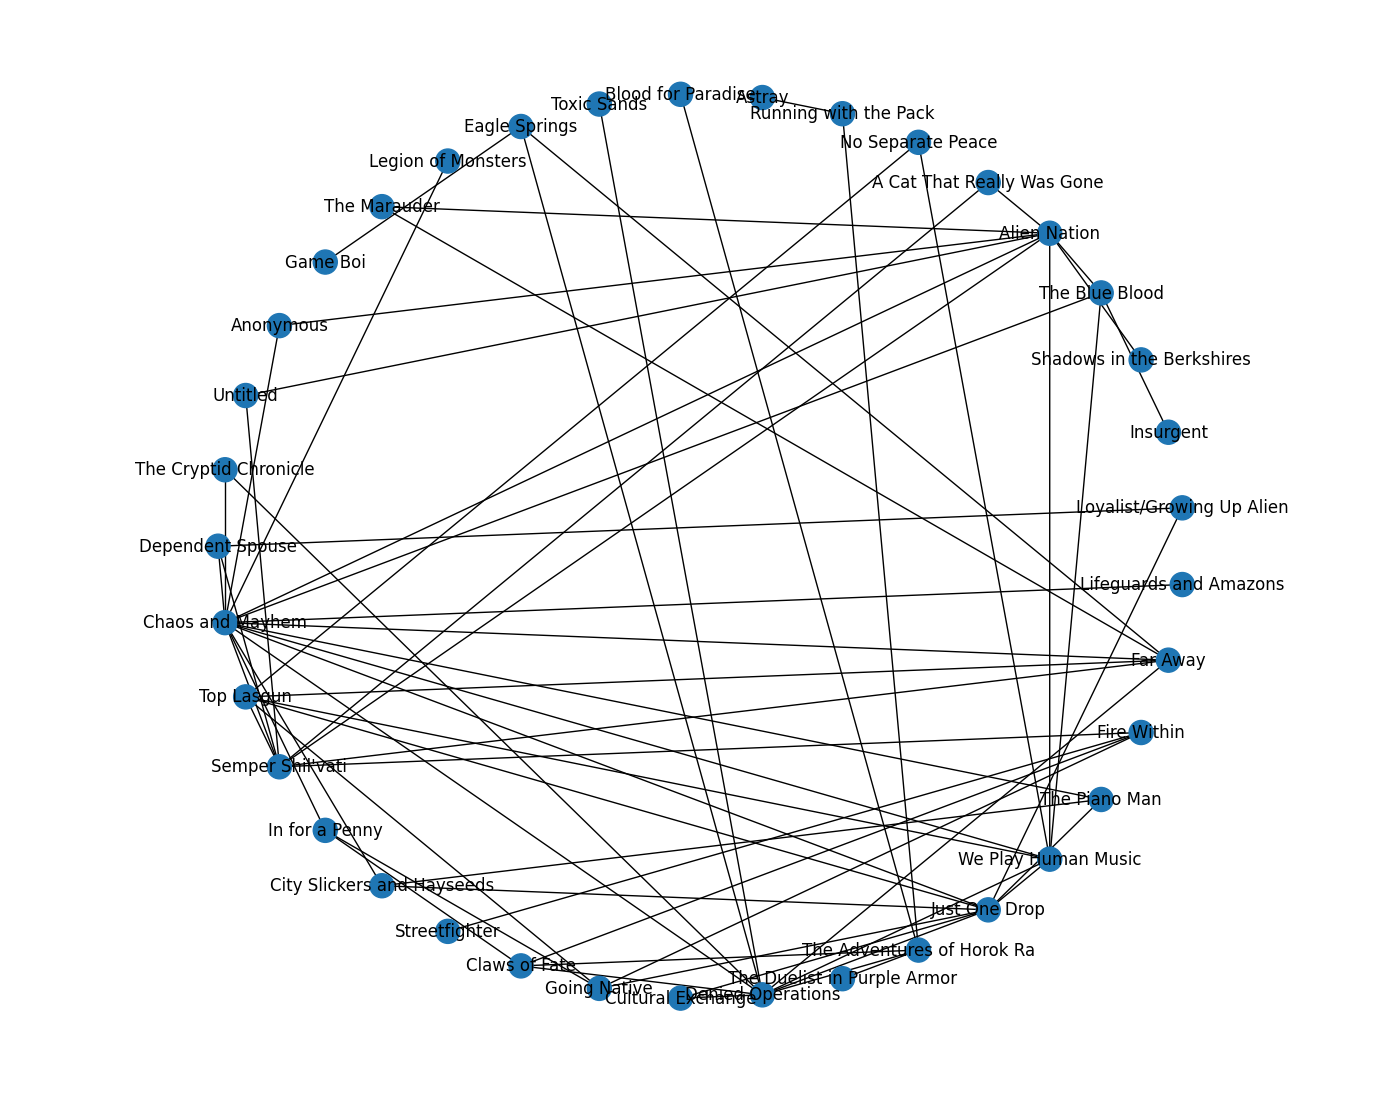 Blood for Paradise
Astray
Toxic Sands
Running with the Pack
Eagle Springs
No Separate Peace
Legion of Monsters
A Cat That Really Was Gone
The Marauder
Alien Nation
Game Boi
The Blue Blood
Anonymous
Shadows in the Berkshires
Untitled
Insurgent
The Cryptid Chronicle
Loyalist/Growing Up Alien
Dependent Spouse
Lifeguards and Amazons
Chaos and Mayhem
Far Away
Top Lasgun
Fire Within
Semper Shil'vati
The Piano Man
In for a Penny
We Play Human Music
City Slickers and Hayseeds
Just One Drop
Streetfighter
The Adventures of Horok Ra
Claws of Fate
The Duelist in Purple Armor
Going Native
Denied Operations
Cultural Exchange